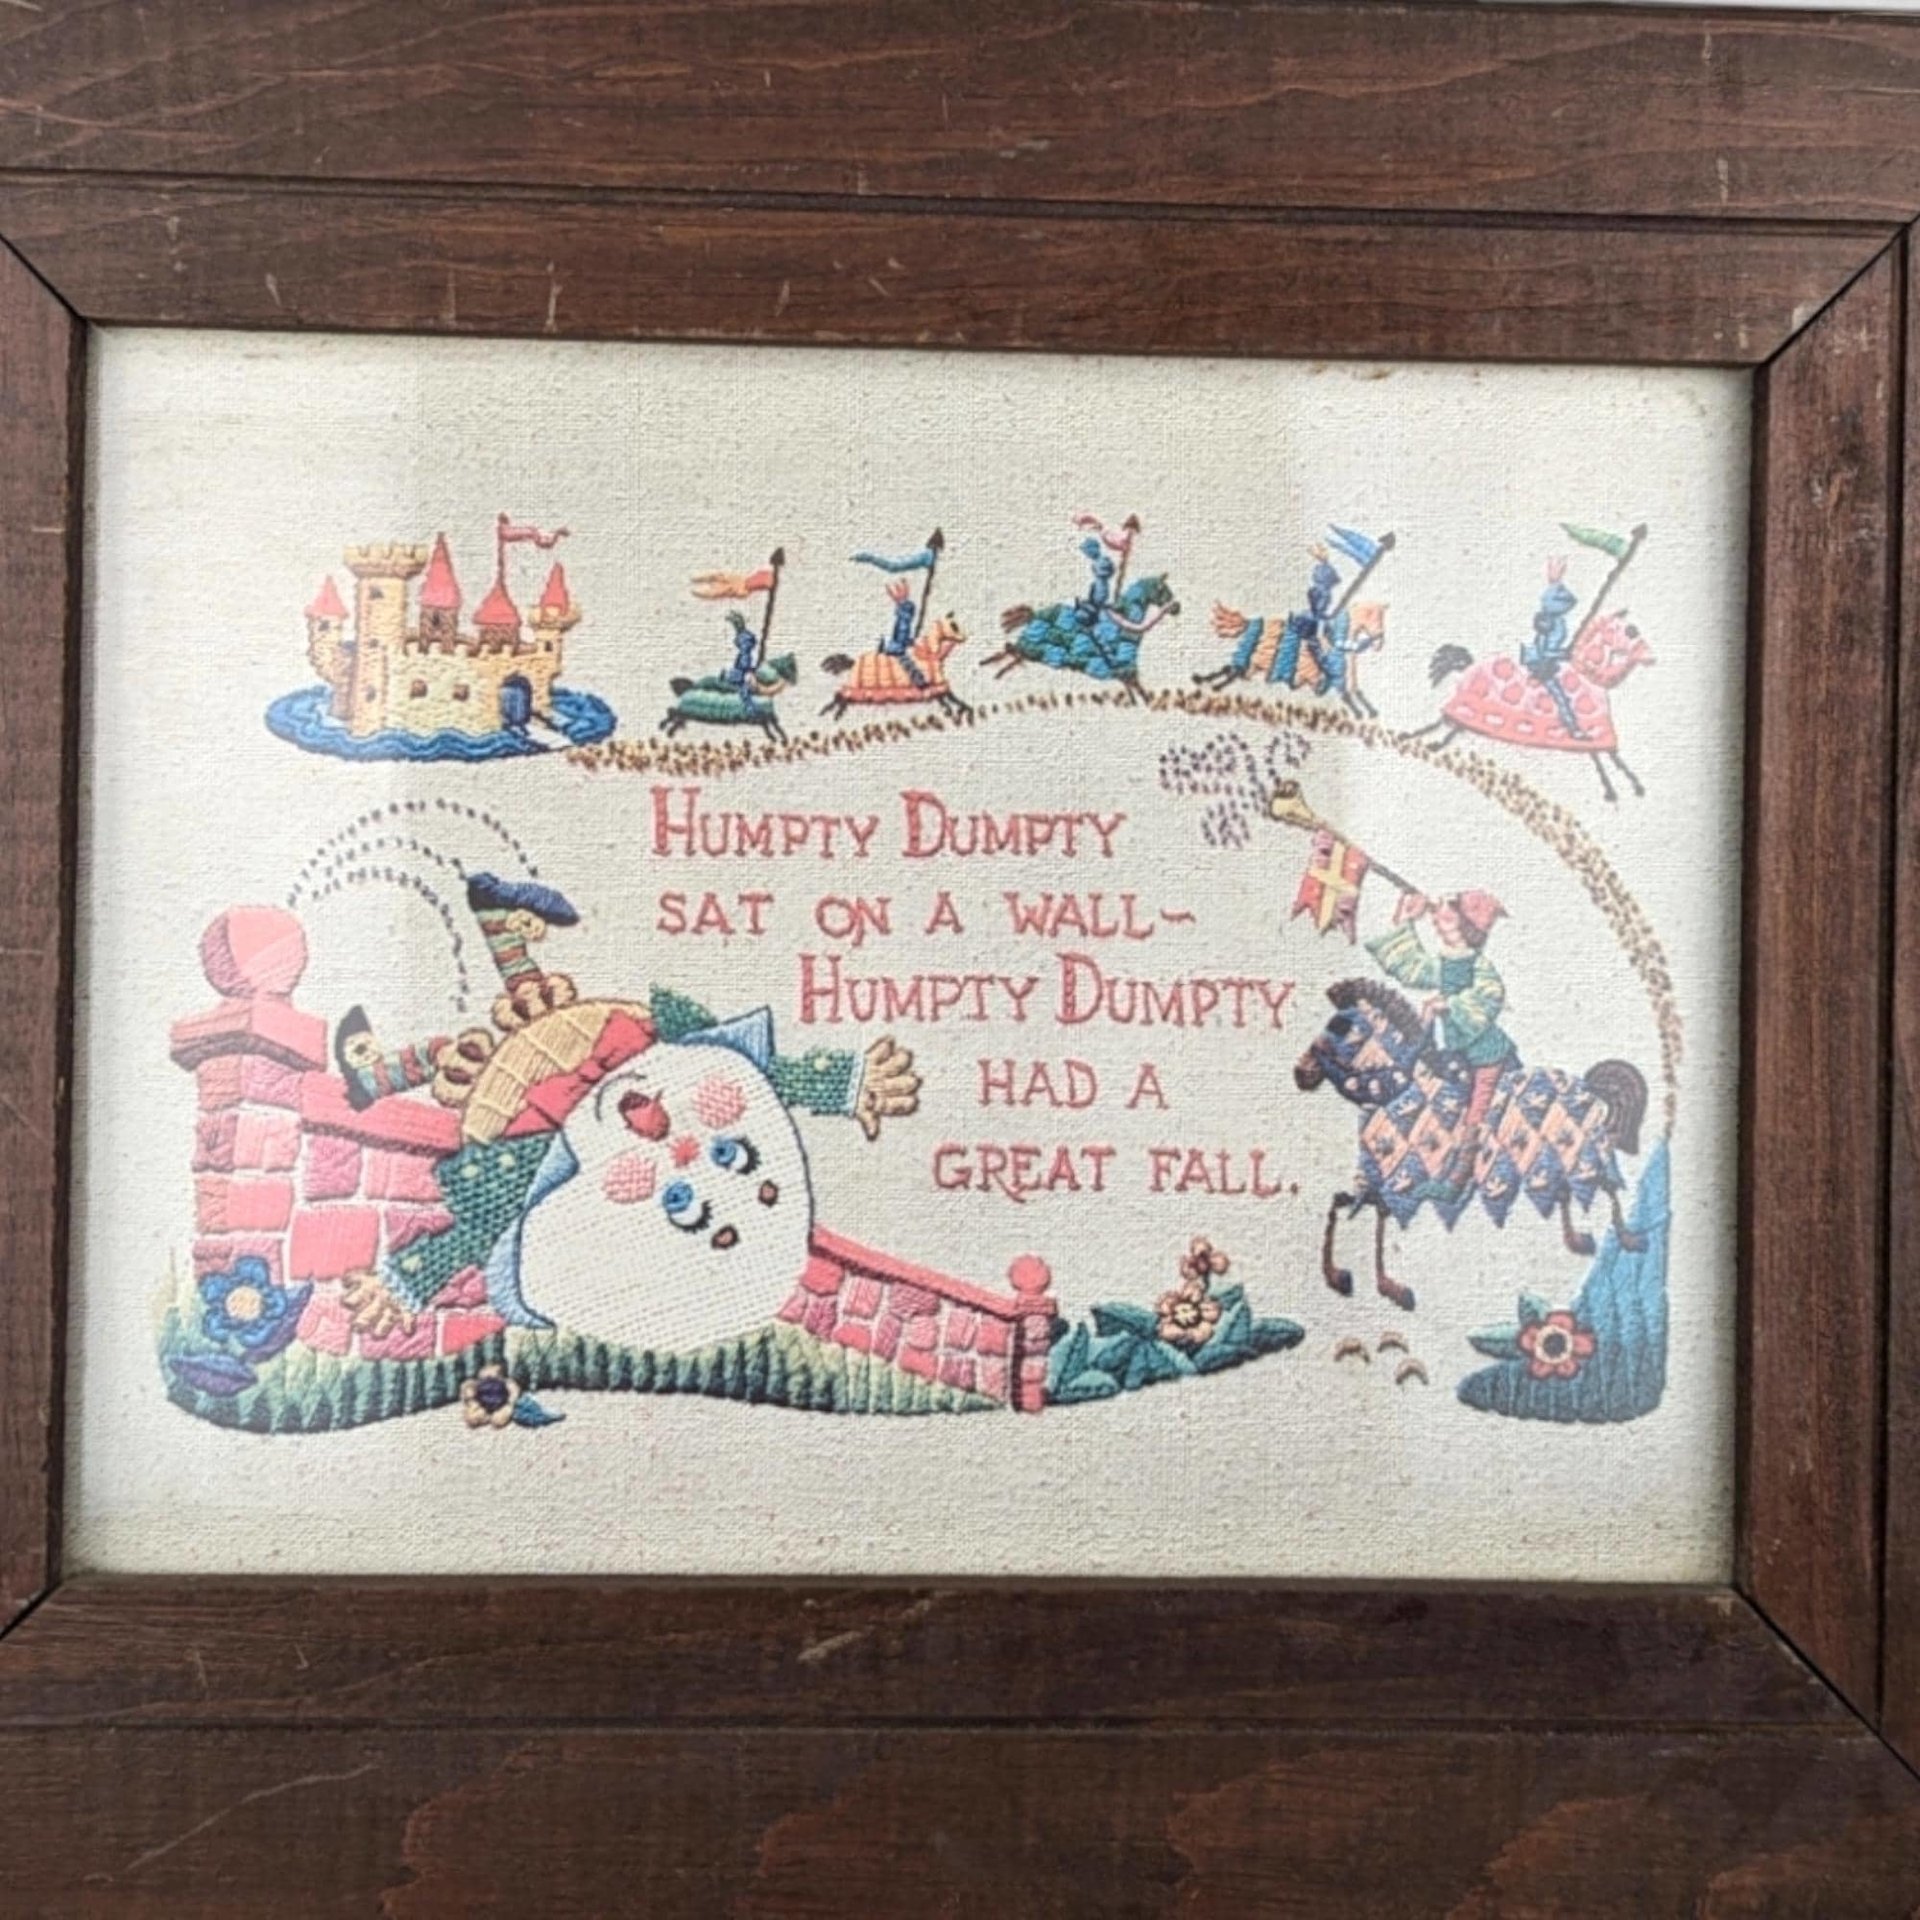 HUMPTY DUMPTY
SAT ON A WALL-
HUMPTY DUMPTY
HAD A
GREAT FALL.